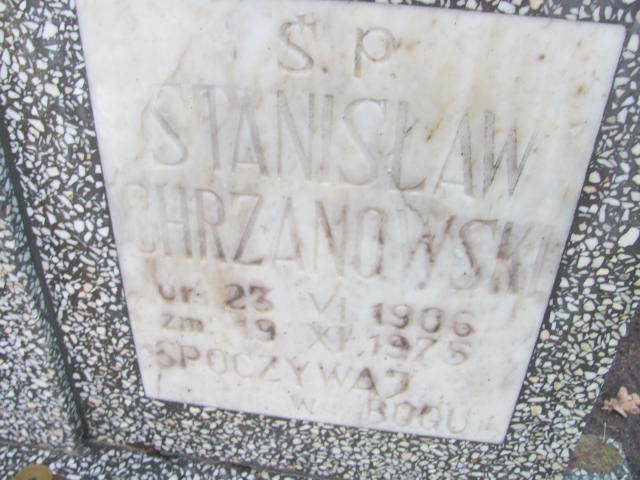 Ś. P.
STANISŁAW
CHRZANOWSKI
ur. 23 VI 1906
zm. 19 XI 1975
SPOCZYWAJ
W BOGU